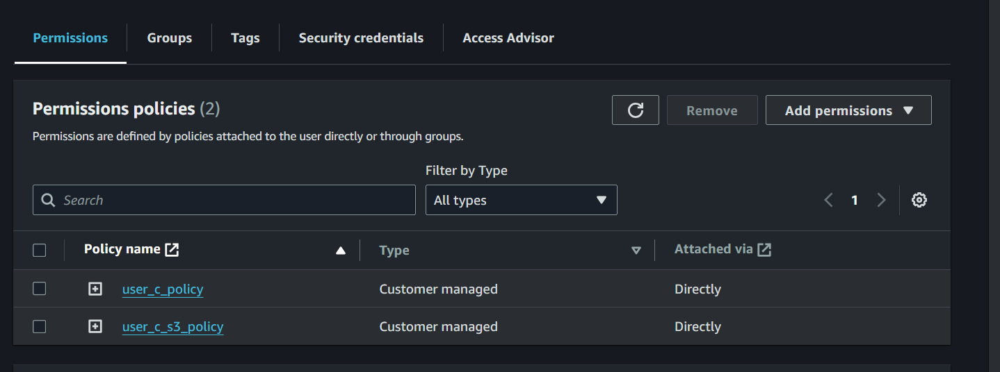 Permissions Groups Tags Security credentials Access Advisor
Permissions policies (2)
Remove
Add permissions
Permissions are defined by policies attached to the user directly or through groups.
Filter by Type
Search
All types
1
Policy name Type Attached via
user_c_policy Customer managed Directly
user_c_s3_policy Customer managed Directly